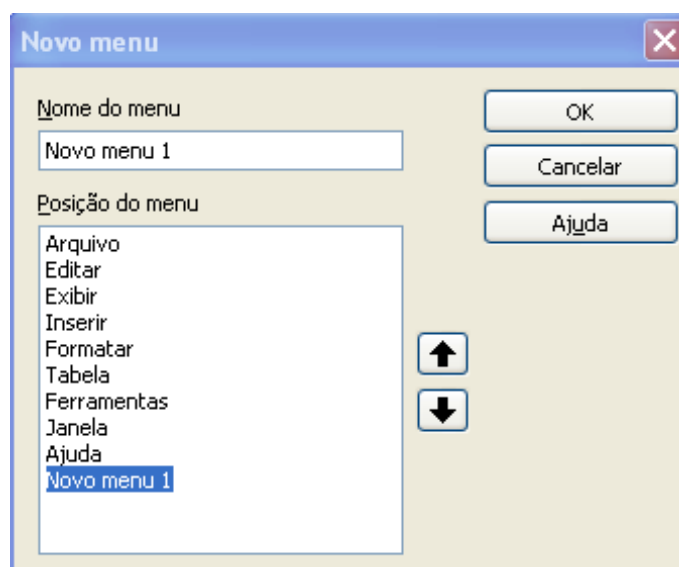 Novo menu
Nome do menu
OK
Novo menu 1
Cancelar
Posição do menu
Ajuda
Arquivo
Editar
Exibir
Inserir
Formatar
Tabela
Ferramentas
Janela
Ajuda
Novo menu 1